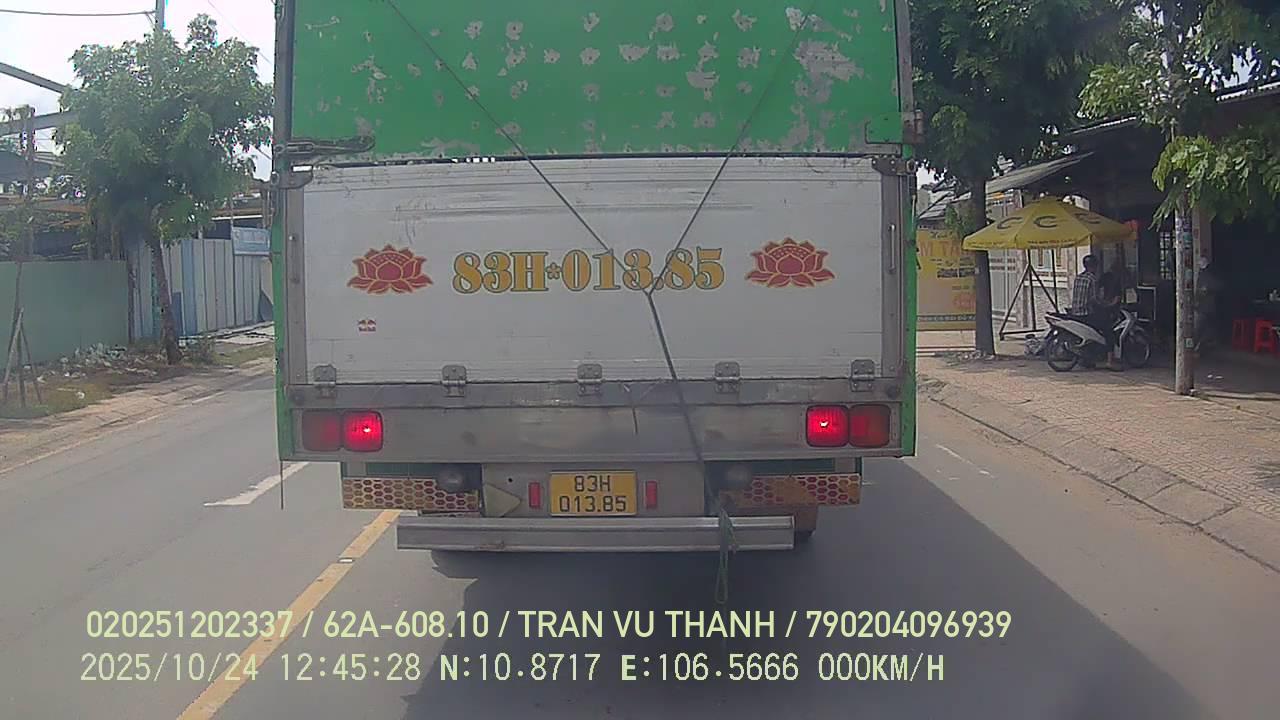 83H*013.85
83H
013.85
020251202337 / 62A-608.10 / TRAN VU THANH / 790204096939
2025/10/24 12:45:28 N:10.8717 E:106.5666 000KM/H